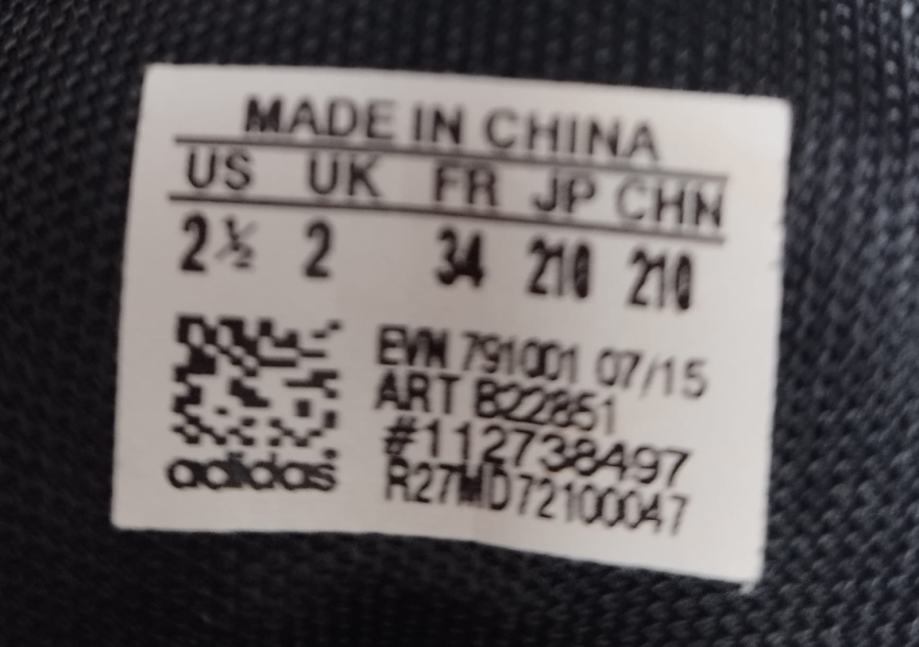 MADE IN CHINA
US UK FR JP CHN
2½ 2 34 210 210
EVN 791001 07/15
ART B22851
#112738497
R27MD72100047
adidas